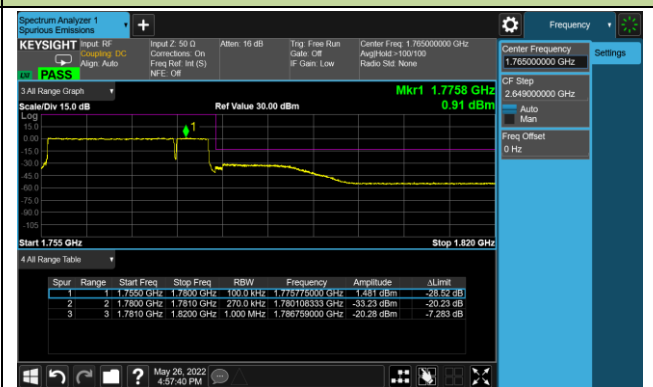 Spectrum Analyzer 1
Spurious Emissions
Frequency
KEYSIGHT
Input: RF
Coupling: DC
Align: Auto
Input Z: 50 Ω
Corrections: On
Freq Ref: Int (S)
NFE: Off
Atten: 16 dB
Trig: Free Run
Gate: Off
IF Gain: Low
Center Freq: 1.765000000 GHz
Avg|Hold:>100/100
Radio Std: None
PASS
Center Frequency
1.765000000 GHz
Settings
CF Step
2.649000000 GHz
Auto
Man
Freq Offset
0 Hz
3 All Range Graph
Mkr1 1.7758 GHz
Scale/Div 15.0 dB
Ref Value 30.00 dBm
0.91 dBm
Log
15.0
0.00
-15.0
-30.0
-45.0
-60.0
-75.0
-90.0
-105
1
Start 1.755 GHz
Stop 1.820 GHz
4 All Range Table
Spur Range Start Freq Stop Freq RBW Frequency Amplitude ΔLimit
1 1 1.7550 GHz 1.7800 GHz 100.0 kHz 1.775775000 GHz 1.481 dBm -28.52 dB
2 2 1.7800 GHz 1.7810 GHz 270.0 kHz 1.780108333 GHz -33.23 dBm -20.23 dB
3 3 1.7810 GHz 1.8200 GHz 1.000 MHz 1.786759000 GHz -20.28 dBm -7.283 dB
?
May 26, 2022
4:57:40 PM